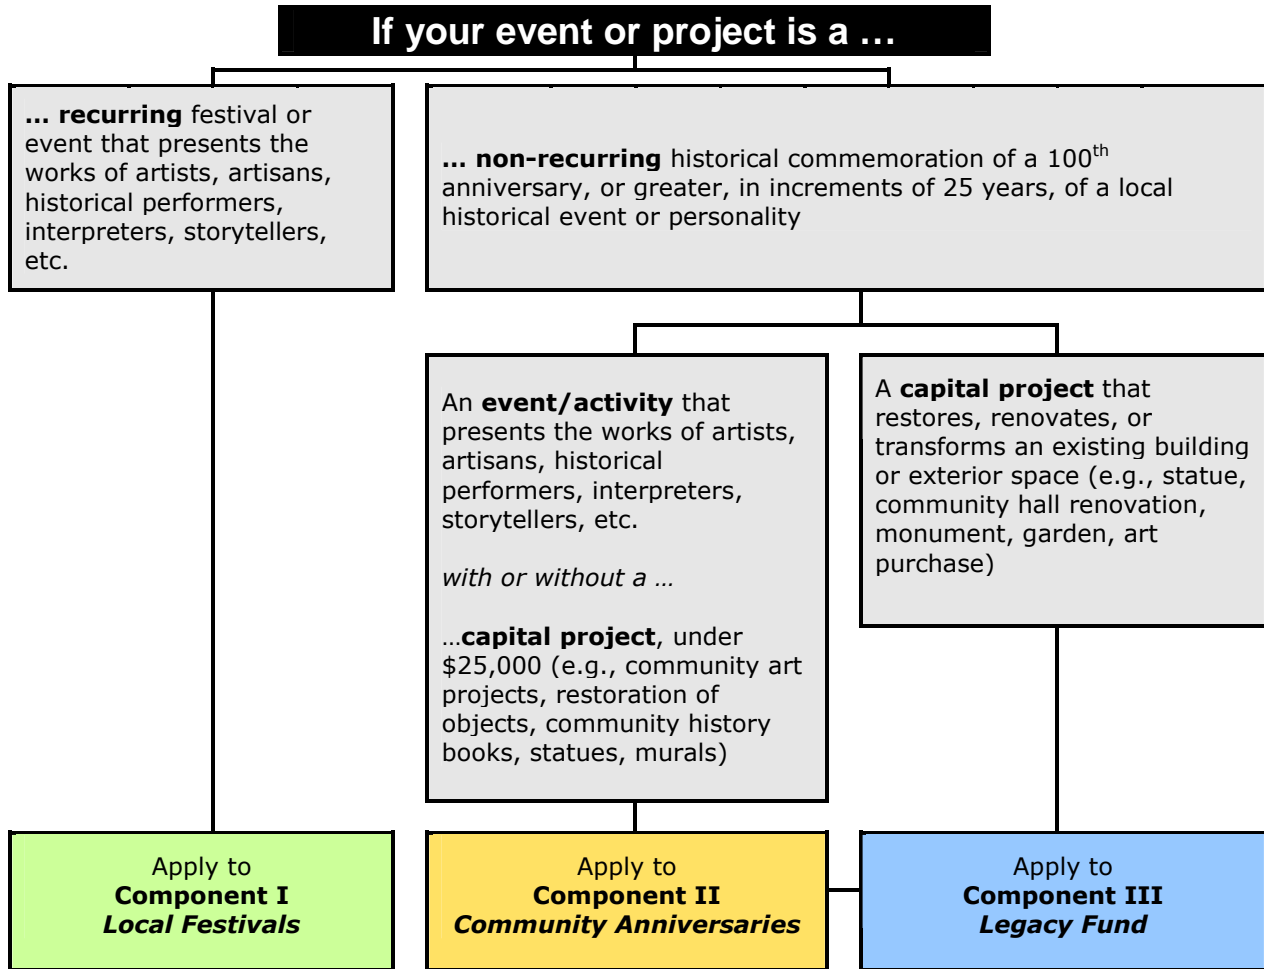 If your event or project is a …
... recurring festival or
event that presents the
works of artists, artisans,
historical performers,
interpreters, storytellers,
etc.
... non-recurring historical commemoration of a 100th
anniversary, or greater, in increments of 25 years, of a local
historical event or personality
An event/activity that
presents the works of artists,
artisans, historical
performers, interpreters,
storytellers, etc.
with or without a …
…capital project, under
$25,000 (e.g., community art
projects, restoration of
objects, community history
books, statues, murals)
A capital project that
restores, renovates, or
transforms an existing building
or exterior space (e.g., statue,
community hall renovation,
monument, garden, art
purchase)
Apply to
Component I
Local Festivals
Apply to
Component II
Community Anniversaries
Apply to
Component III
Legacy Fund